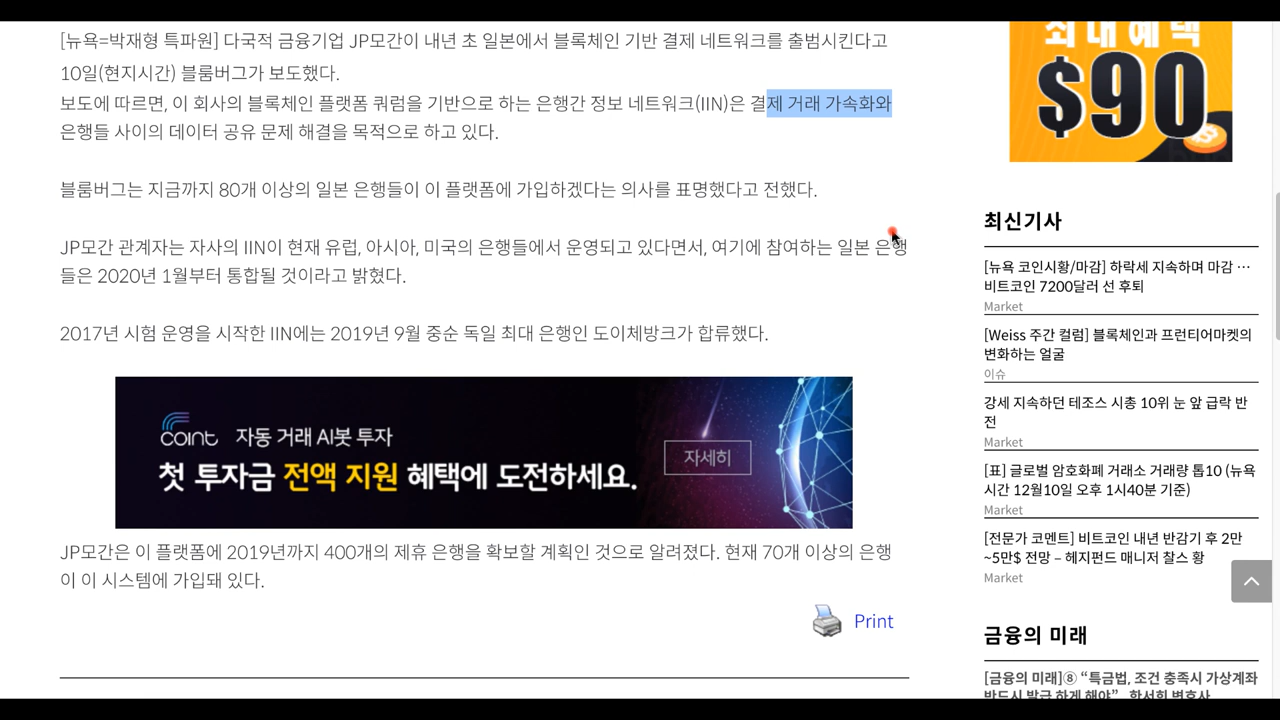 [뉴욕=박재형 특파원] 다국적 금융기업 JP모간이 내년 초 일본에서 블록체인 기반 결제 네트워크를 출범시킨다고
10일(현지시간) 블룸버그가 보도했다.
보도에 따르면, 이 회사의 블록체인 플랫폼 쿼럼을 기반으로 하는 은행간 정보 네트워크(IIN)은 결제 거래 가속화와
은행들 사이의 데이터 공유 문제 해결을 목적으로 하고 있다.
블룸버그는 지금까지 80개 이상의 일본 은행들이 이 플랫폼에 가입하겠다는 의사를 표명했다고 전했다.
JP모간 관계자는 자사의 IIN이 현재 유럽, 아시아, 미국의 은행들에서 운영되고 있다면서, 여기에 참여하는 일본 은행
들은 2020년 1월부터 통합될 것이라고 밝혔다.
2017년 시험 운영을 시작한 IIN에는 2019년 9월 중순 독일 최대 은행인 도이체방크가 합류했다.
coint 자동 거래 AI봇 투자
첫 투자금 전액 지원 혜택에 도전하세요.
자세히
JP모간은 이 플랫폼에 2019년까지 400개의 제휴 은행을 확보할 계획인 것으로 알려졌다. 현재 70개 이상의 은행
이 이 시스템에 가입돼 있다.
Print
최대혜택
$90
최신기사
[뉴욕 코인시황/마감] 하락세 지속하며 마감 …
비트코인 7200달러 선 후퇴
Market
[Weiss 주간 컬럼] 블록체인과 프런티어마켓의
변화하는 얼굴
이슈
강세 지속하던 테조스 시총 10위 눈 앞 급락 반
전
Market
[표] 글로벌 암호화폐 거래소 거래량 톱10 (뉴욕
시간 12월10일 오후 1시40분 기준)
Market
[전문가 코멘트] 비트코인 내년 반감기 후 2만
~5만$ 전망 – 헤지펀드 매니저 찰스 황
Market
금융의 미래
[금융의 미래]⑧ “특금법, 조건 충족시 가상계좌
반드시 발급 하게 해야”